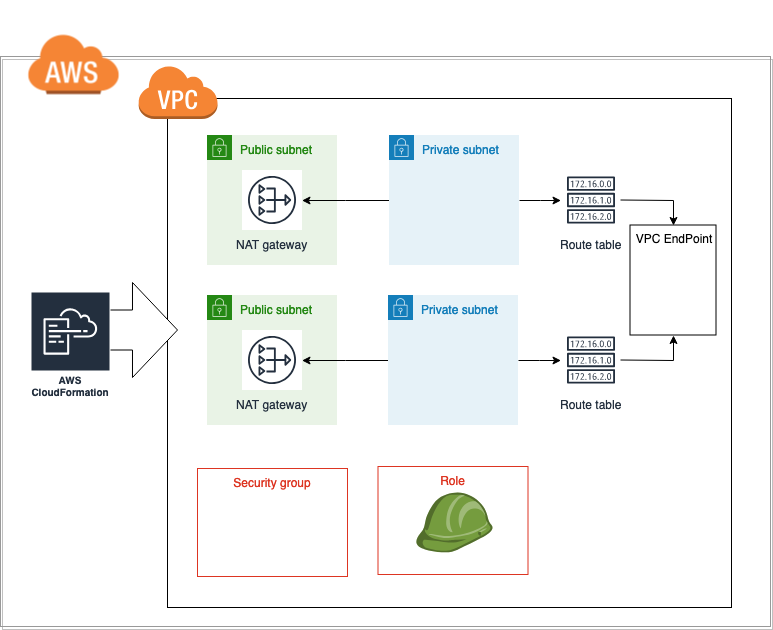 AWS
VPC
Public subnet
NAT gateway
Private subnet
172.16.0.0
172.16.1.0
172.16.2.0
Route table
VPC EndPoint
Public subnet
NAT gateway
Private subnet
172.16.0.0
172.16.1.0
172.16.2.0
Route table
AWS
CloudFormation
Security group
Role